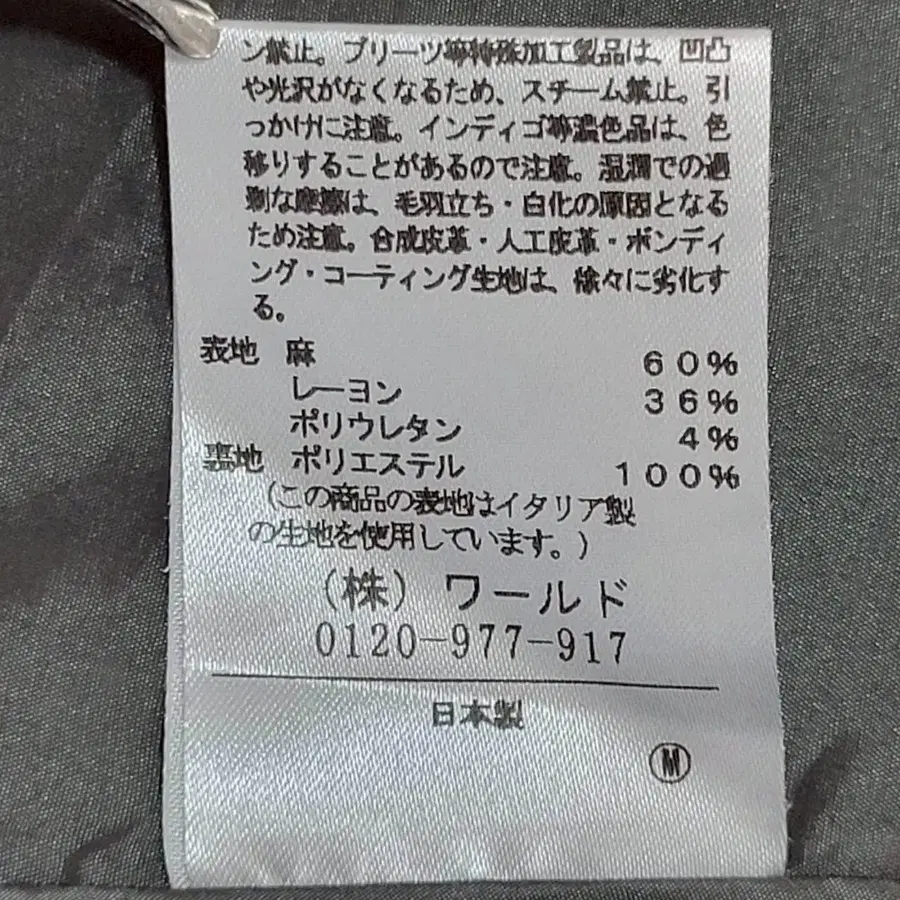 ン禁止。プリーツ等特殊加工製品は、凹凸
や光沢がなくなるため、スチーム禁止。引
っかけに注意。インディゴ等濃色品は、色
移りすることがあるので注意。湿潤での過
剰な摩擦は、毛羽立ち・白化の原因となる
ため注意。合成皮革・人工皮革・ボンディ
ング・コーティング生地は、徐々に劣化す
る。
表地 麻 60%
レーヨン 36%
ポリウレタン 4%
裏地 ポリエステル 100%
(この商品の表地はイタリア製
の生地を使用しています。)
(株) ワールド
0120-977-917
日本製
Ⓜ